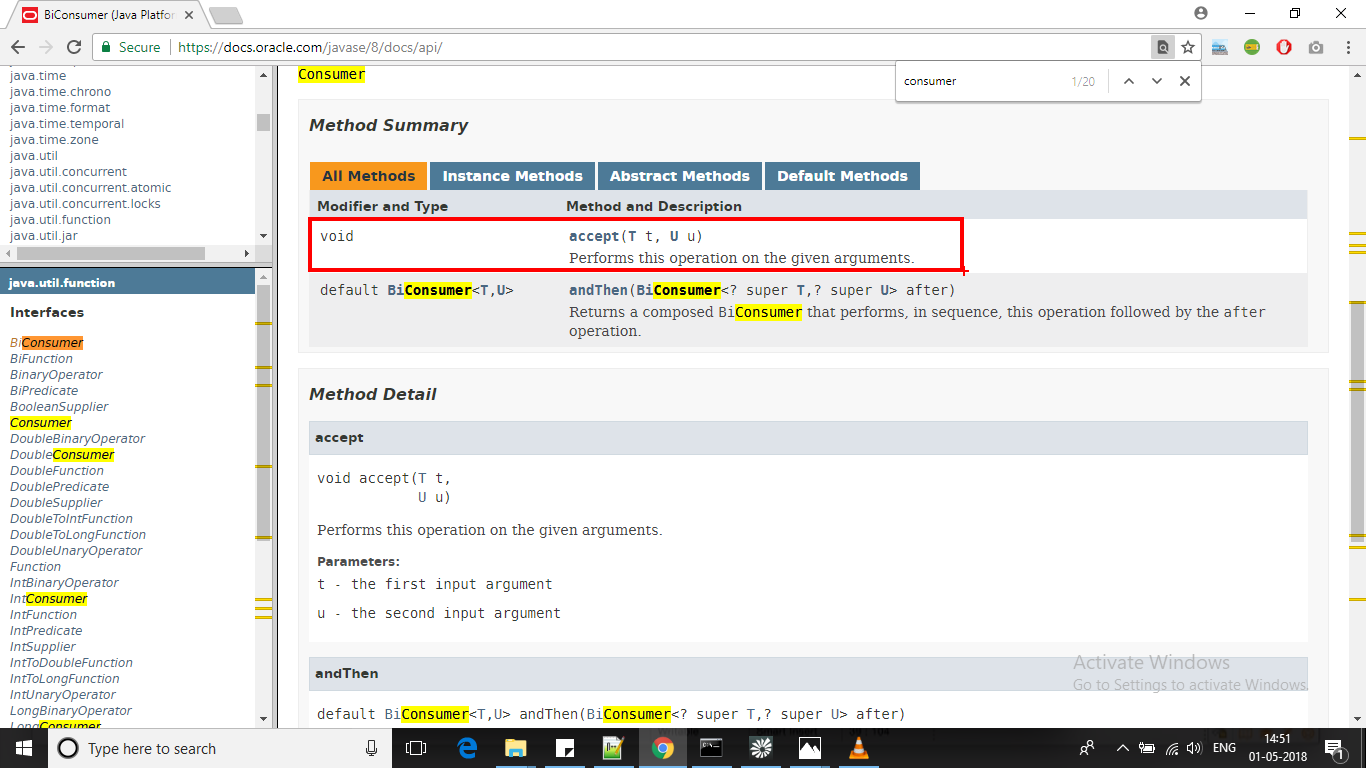 BiConsumer (Java Platfor
Secure https://docs.oracle.com/javase/8/docs/api/
consumer 1/20
java.time
java.time.chrono
java.time.format
java.time.temporal
java.time.zone
java.util
java.util.concurrent
java.util.concurrent.atomic
java.util.concurrent.locks
java.util.function
java.util.jar
java.util.function
Interfaces
BiConsumer
BiFunction
BinaryOperator
BiPredicate
BooleanSupplier
Consumer
DoubleBinaryOperator
DoubleConsumer
DoubleFunction
DoublePredicate
DoubleSupplier
DoubleToIntFunction
DoubleToLongFunction
DoubleUnaryOperator
Function
IntBinaryOperator
IntConsumer
IntFunction
IntPredicate
IntSupplier
IntToDoubleFunction
IntToLongFunction
IntUnaryOperator
LongBinaryOperator
LongConsumer
Consumer
Method Summary
All Methods Instance Methods Abstract Methods Default Methods
Modifier and Type Method and Description
void accept(T t, U u)
Performs this operation on the given arguments.
default BiConsumer<T,U> andThen(BiConsumer<? super T,? super U> after)
Returns a composed BiConsumer that performs, in sequence, this operation followed by the after
operation.
Method Detail
accept
void accept(T t,
U u)
Performs this operation on the given arguments.
Parameters:
t - the first input argument
u - the second input argument
andThen
default BiConsumer<T,U> andThen(BiConsumer<? super T,? super U> after)
Activate Windows
Go to Settings to activate Windows.
Type here to search
ENG
14:51
01-05-2018
1